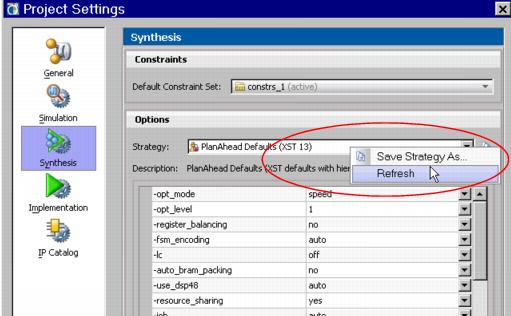 Project Settings
Synthesis
Constraints
General
Default Constraint Set: constrs_1 (active)
Simulation
Options
Strategy: PlanAhead Defaults (XST 13)
Save Strategy As...
Synthesis
Description: PlanAhead Defaults (XST defaults with hier
Refresh
-opt_mode speed
-opt_level 1
Implementation
-register_balancing no
-fsm_encoding auto
-lc off
IP Catalog
-auto_bram_packing no
-use_dsp48 auto
-resource_sharing yes
-iob auto